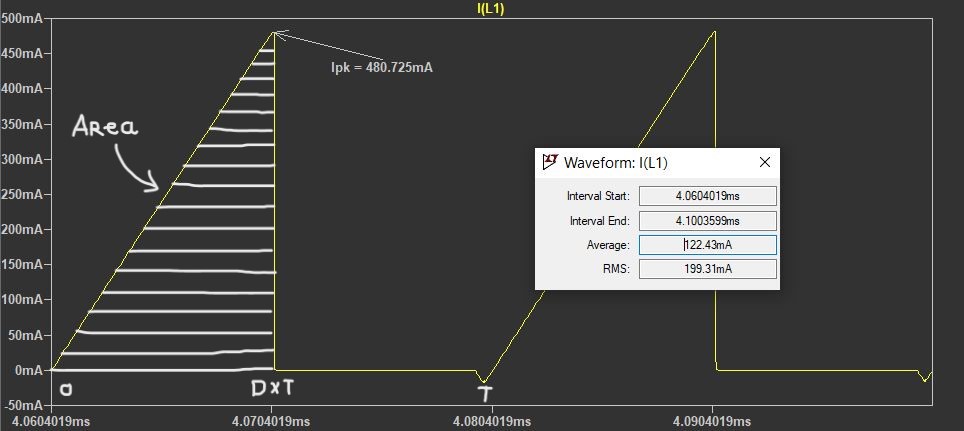 I(L1)
500mA
450mA
400mA
350mA
300mA
250mA
200mA
150mA
100mA
50mA
0mA
-50mA
Ipk = 480.725mA
Area
0
D×T
T
4.0604019ms
4.0704019ms
4.0804019ms
4.0904019ms
Waveform: I(L1)
Interval Start: 4.0604019ms
Interval End: 4.1003599ms
Average: 122.43mA
RMS: 199.31mA